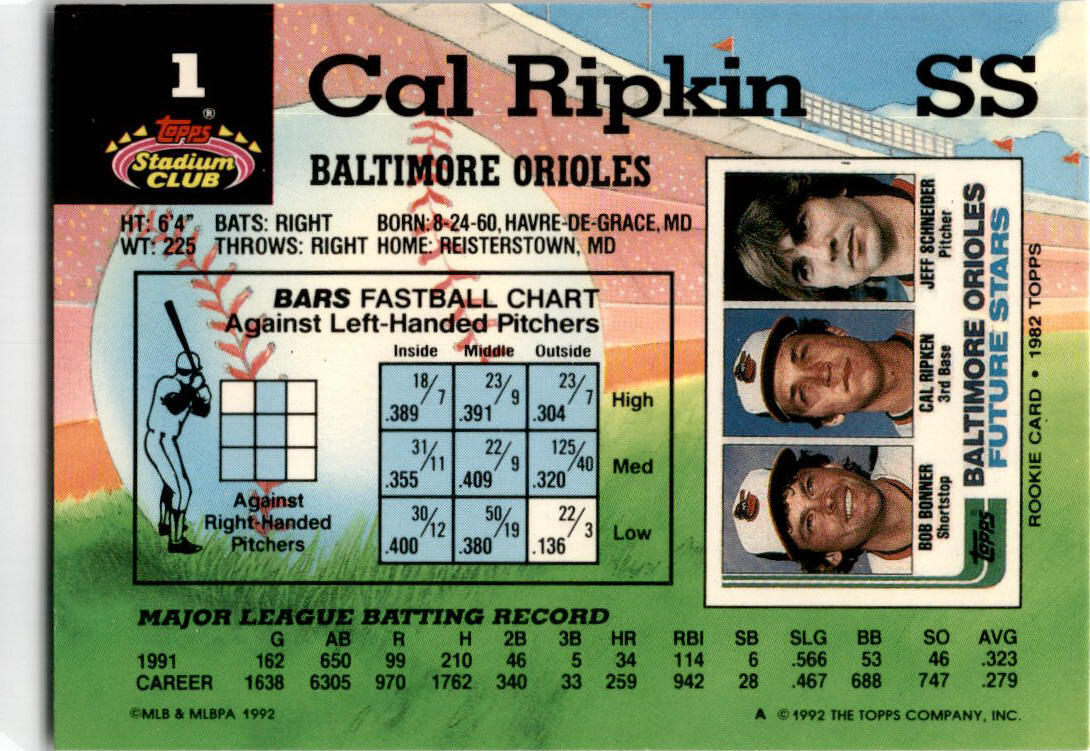 1
Topps®
Stadium
CLUB
Cal Ripkin SS
BALTIMORE ORIOLES
HT: 6'4" BATS: RIGHT BORN: 8-24-60, HAVRE-DE-GRACE, MD
WT: 225 THROWS: RIGHT HOME: REISTERSTOWN, MD
BARS FASTBALL CHART
Against Left-Handed Pitchers
Inside Middle Outside
18/7 23/9 23/7
.389 .391 .304 High
31/11 22/9 125/40
.355 .409 .320 Med
30/12 50/19 22/3
.400 .380 .136 Low
Against
Right-Handed
Pitchers
JEFF SCHNEIDER
Pitcher
CAL RIPKEN
3rd Base
BOB BONNER
Shortstop
Topps®
BALTIMORE ORIOLES
FUTURE STARS
ROOKIE CARD • 1982 TOPPS
MAJOR LEAGUE BATTING RECORD
G AB R H 2B 3B HR RBI SB SLG BB SO AVG
1991 162 650 99 210 46 5 34 114 6 .566 53 46 .323
CAREER 1638 6305 970 1762 340 33 259 942 28 .467 688 747 .279
©MLB & MLBPA 1992 A ©1992 THE TOPPS COMPANY, INC.